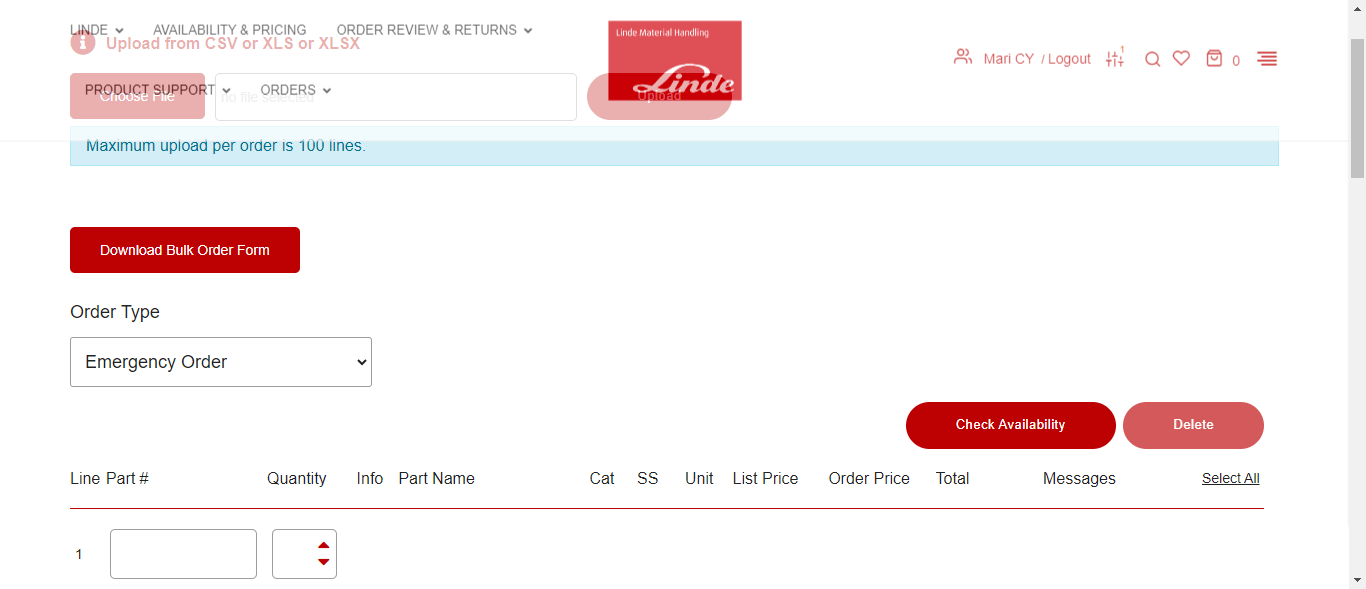 LINDE AVAILABILITY & PRICING ORDER REVIEW & RETURNS
Linde Material Handling
Linde
Mari CY / Logout 1 0
Upload from CSV or XLS or XLSX
PRODUCT SUPPORT ORDERS
Choose File no file selected Upload
Maximum upload per order is 100 lines.
Download Bulk Order Form
Order Type
Emergency Order
Check Availability Delete
Line Part # Quantity Info Part Name Cat SS Unit List Price Order Price Total Messages Select All
1